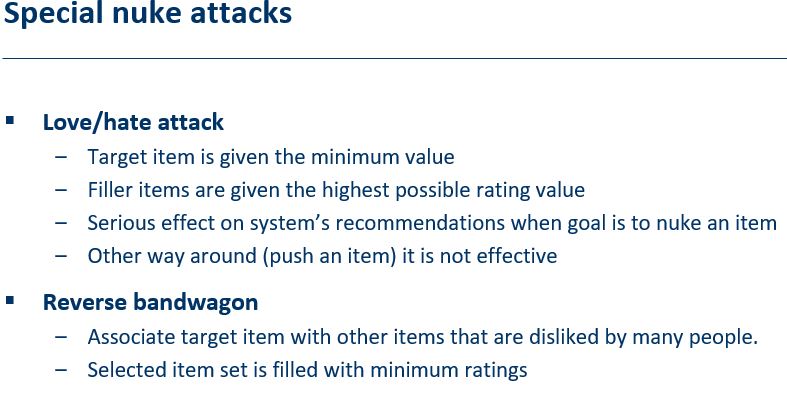 Special nuke attacks
▪ Love/hate attack
– Target item is given the minimum value
– Filler items are given the highest possible rating value
– Serious effect on system's recommendations when goal is to nuke an item
– Other way around (push an item) it is not effective
▪ Reverse bandwagon
– Associate target item with other items that are disliked by many people.
– Selected item set is filled with minimum ratings